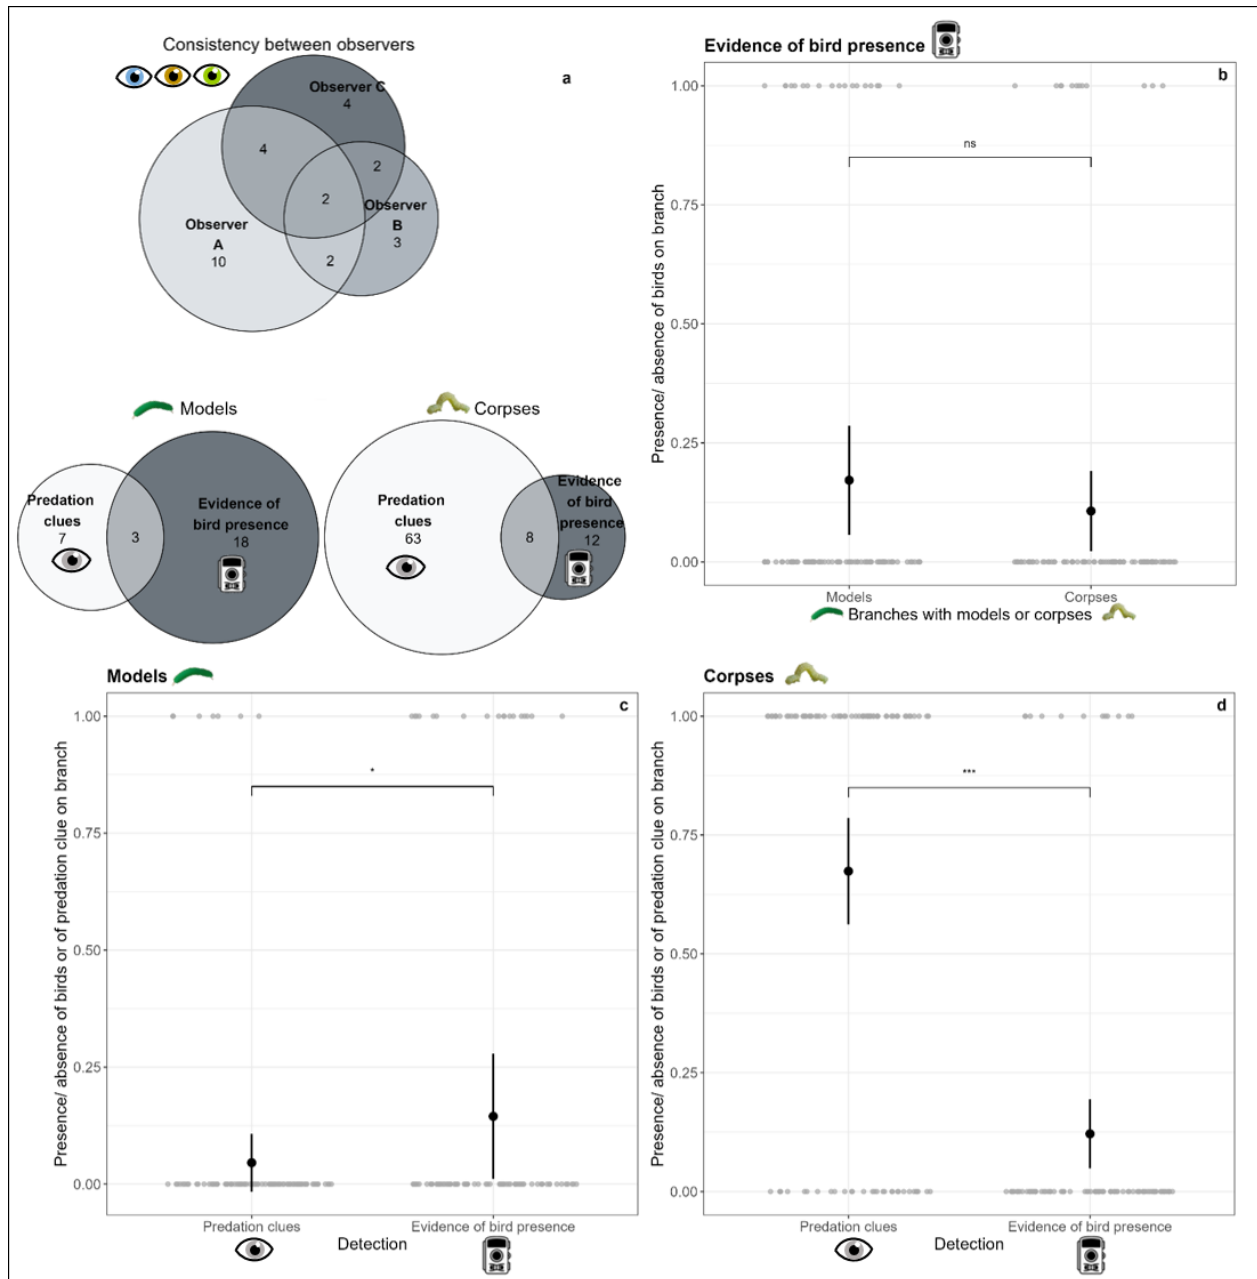 Consistency between observers
a
Observer C
4
4
2
2
Observer
A
10
Observer
B
3
2
Models
Predation
clues
7
3
Evidence of
bird presence
18
Corpses
Predation
clues
63
8
Evidence
of bird
presence
12
Evidence of bird presence
b
Presence/ absence of birds on branch
1.00
0.75
0.50
0.25
0.00
ns
Models
Corpses
Branches with models or corpses
Models
c
Presence/ absence of birds or of predation clue on branch
1.00
0.75
0.50
0.25
0.00
*
Predation clues
Evidence of bird presence
Detection
Corpses
d
Presence/ absence of birds or of predation clue on branch
1.00
0.75
0.50
0.25
0.00
***
Predation clues
Evidence of bird presence
Detection